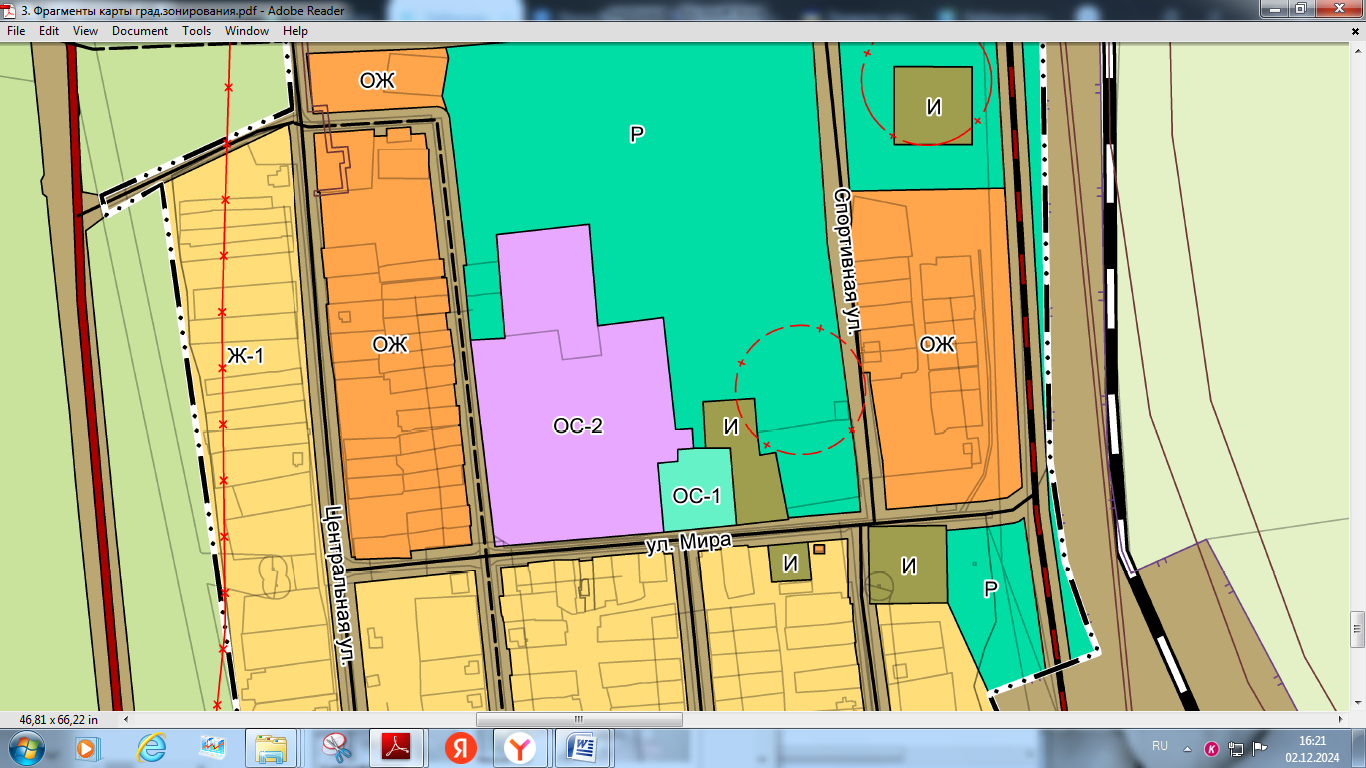 3. Фрагменты карты град.зонирования.pdf - Adobe Reader
File Edit View Document Tools Window Help
ОЖ
Р
И
Спортивная ул.
Ж-1
ОЖ
ОЖ
ОС-2
И
ОС-1
ул. Мира
Центральная ул.
И
И
Р
46,81 x 66,22 in
RU
16:21
02.12.2024